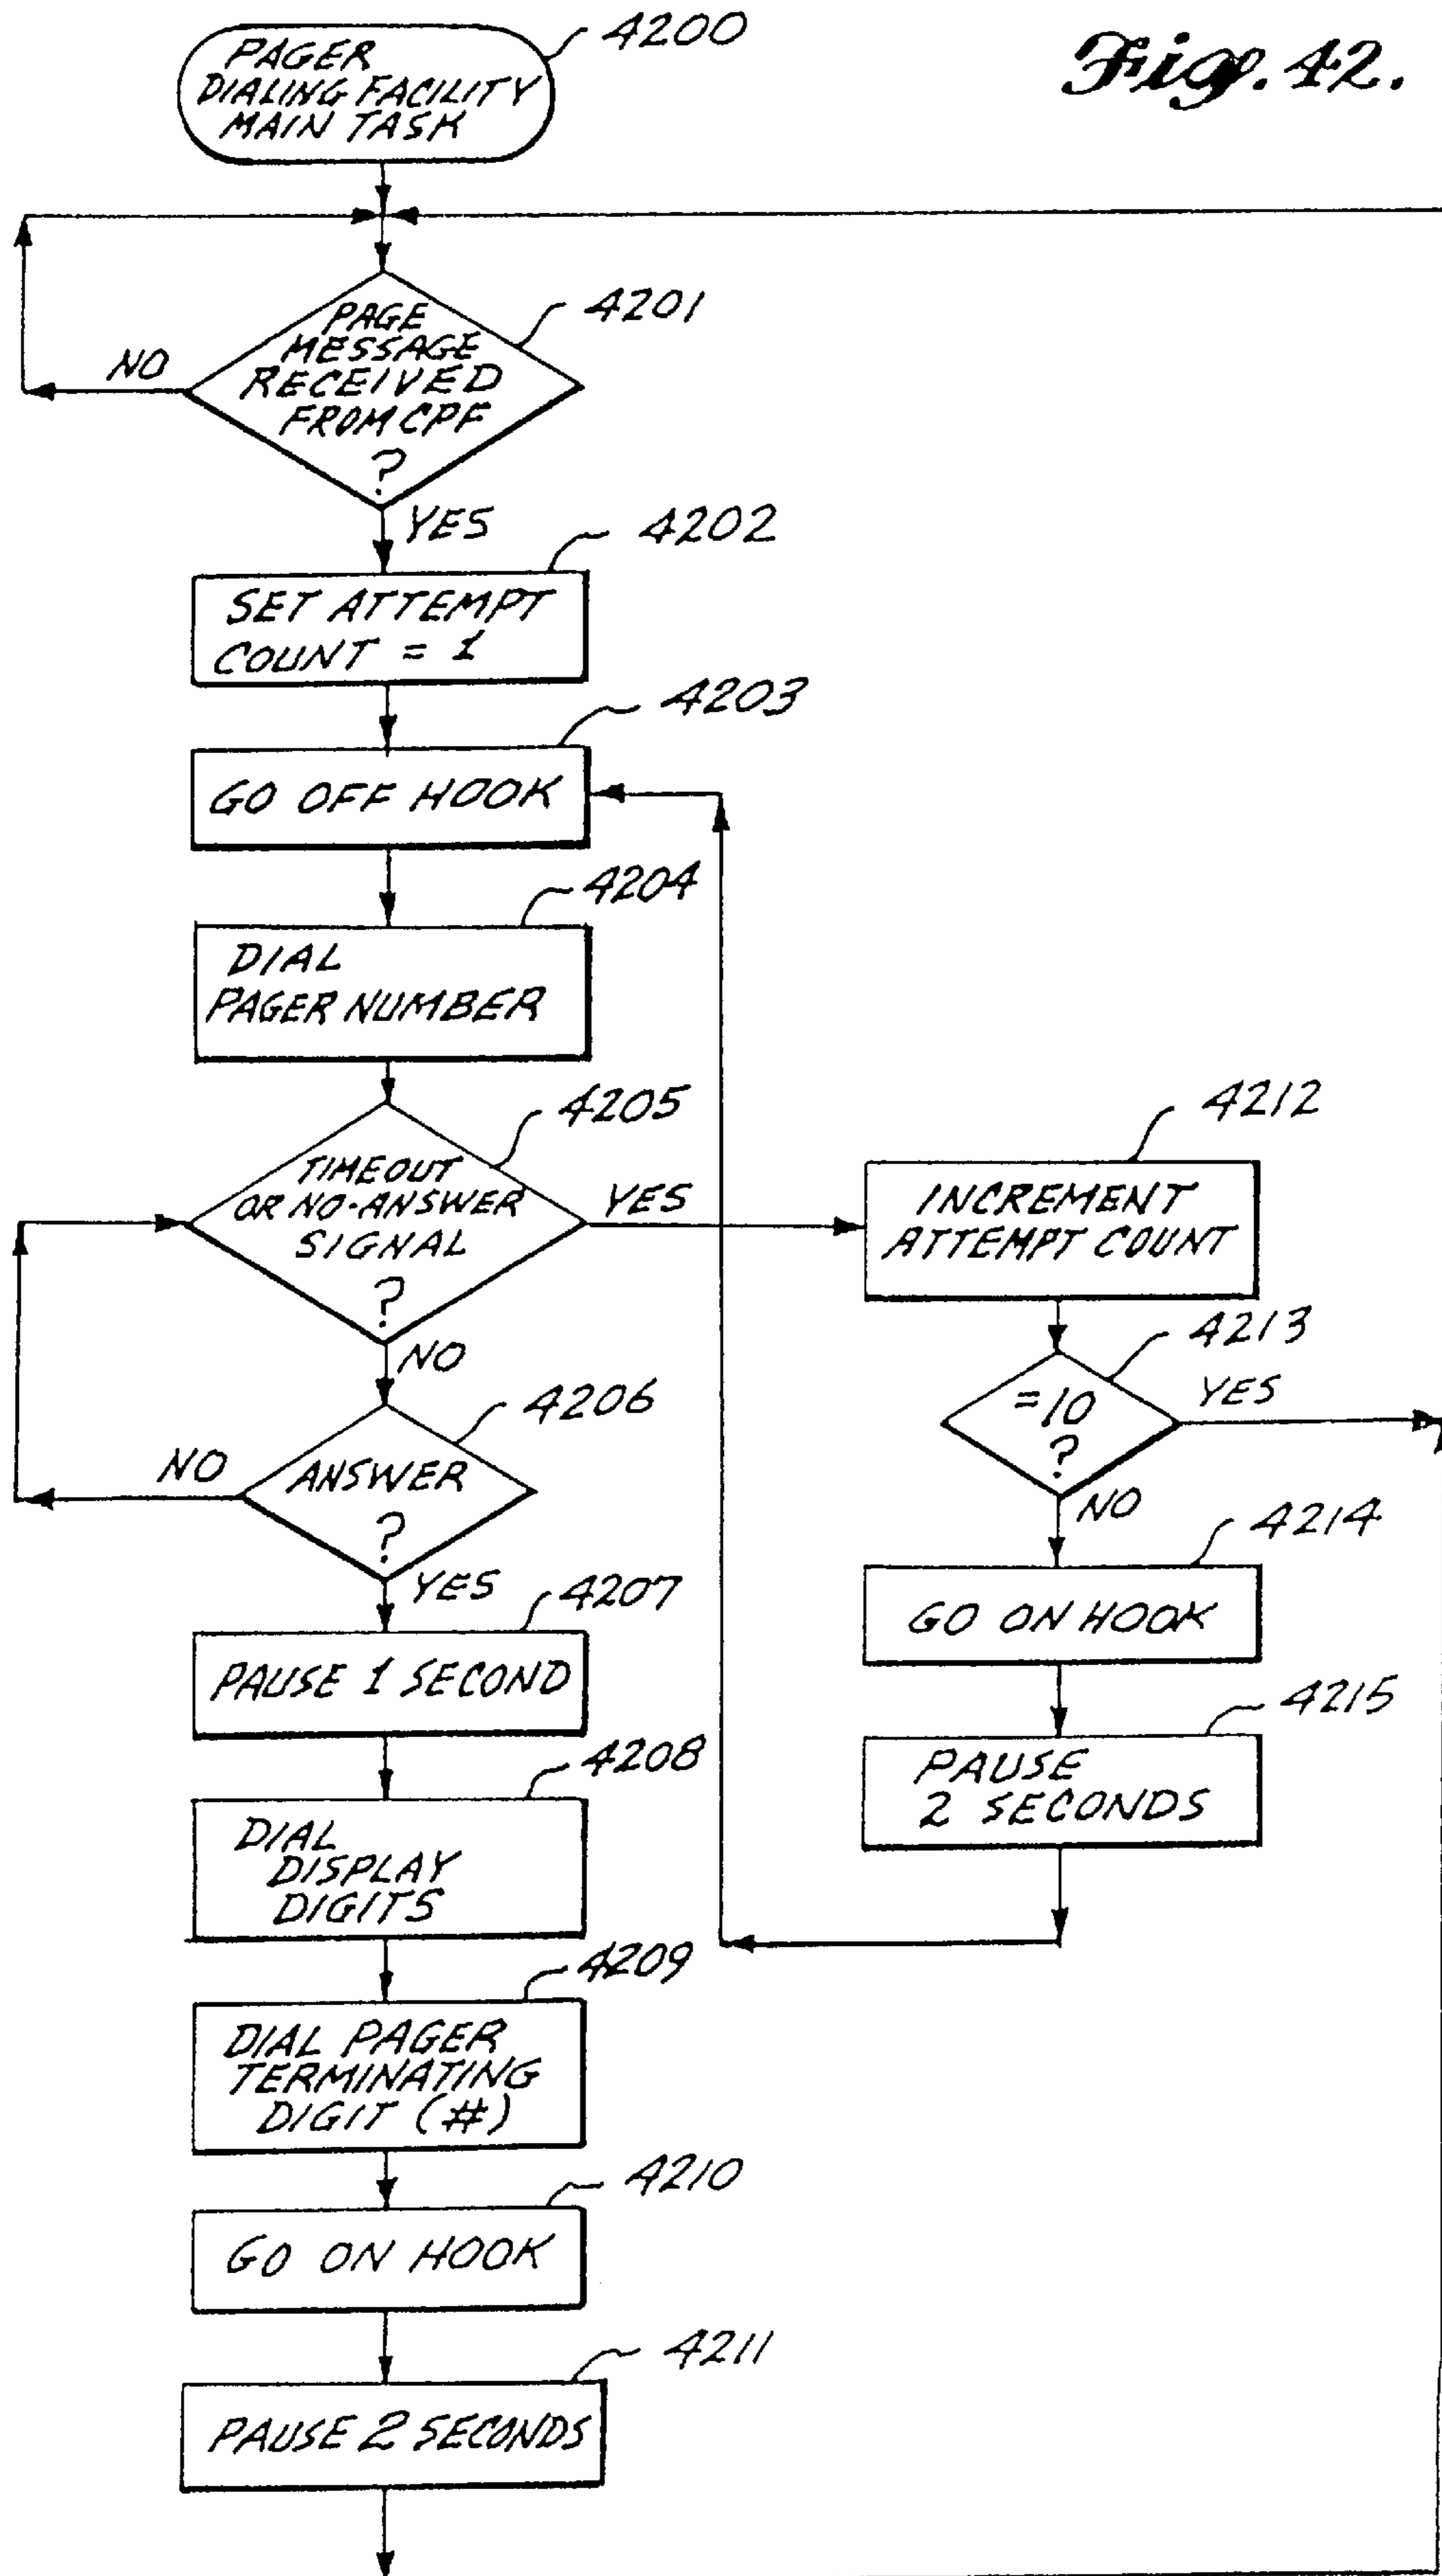 Fig. 42.
4200
PAGER
DIALING FACILITY
MAIN TASK
4201
PAGE
MESSAGE
RECEIVED
FROM CPF
?
NO
YES
4202
SET ATTEMPT
COUNT = 1
4203
GO OFF HOOK
4204
DIAL
PAGER NUMBER
4205
TIMEOUT
OR NO-ANSWER
SIGNAL
?
YES
NO
4206
ANSWER
?
NO
YES
4207
PAUSE 1 SECOND
4208
DIAL
DISPLAY
DIGITS
4209
DIAL PAGER
TERMINATING
DIGIT (#)
4210
GO ON HOOK
4211
PAUSE 2 SECONDS
4212
INCREMENT
ATTEMPT COUNT
4213
=10
?
YES
NO
4214
GO ON HOOK
4215
PAUSE
2 SECONDS